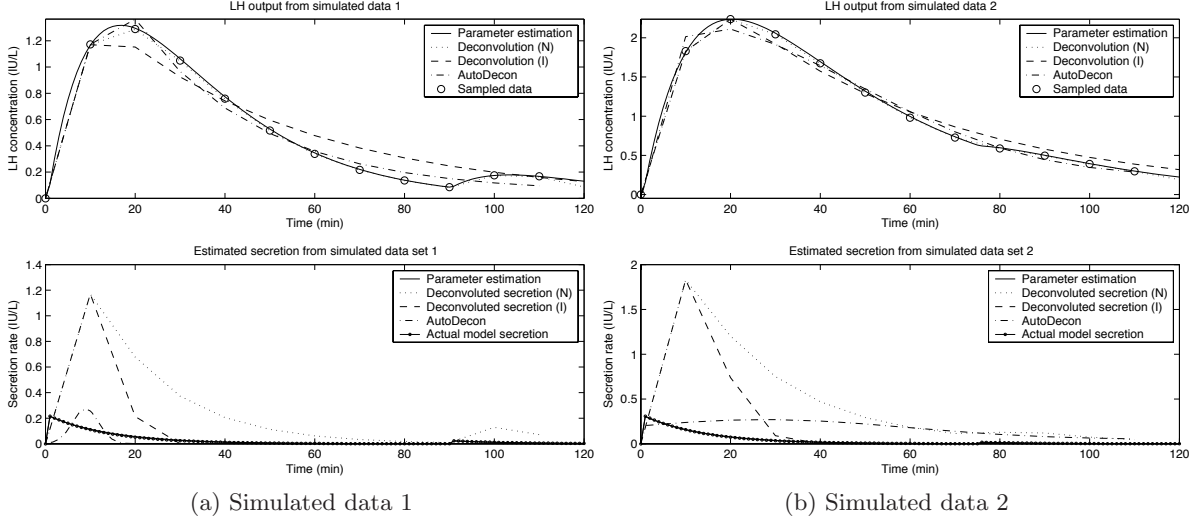 LH output from simulated data 1
LH concentration (IU/L)
1.2
1
0.8
0.6
0.4
0.2
0
Parameter estimation
Deconvolution (N)
Deconvolution (I)
AutoDecon
Sampled data
0 20 40 60 80 100 120
Time (min)
LH output from simulated data 2
LH concentration (IU/L)
2
1.5
1
0.5
0
Parameter estimation
Deconvolution (N)
Deconvolution (I)
AutoDecon
Sampled data
0 20 40 60 80 100 120
Time (min)
Estimated secretion from simulated data set 1
Secretion rate (IU/L)
1.4
1.2
1
0.8
0.6
0.4
0.2
0
Parameter estimation
Deconvoluted secretion (N)
Deconvoluted secretion (I)
AutoDecon
Actual model secretion
0 20 40 60 80 100 120
Time (min)
Estimated secretion from simulated data set 2
Secretion rate (IU/L)
2
1.5
1
0.5
0
Parameter estimation
Deconvoluted secretion (N)
Deconvoluted secretion (I)
AutoDecon
Actual model secretion
0 20 40 60 80 100 120
Time (min)
(a) Simulated data 1
(b) Simulated data 2